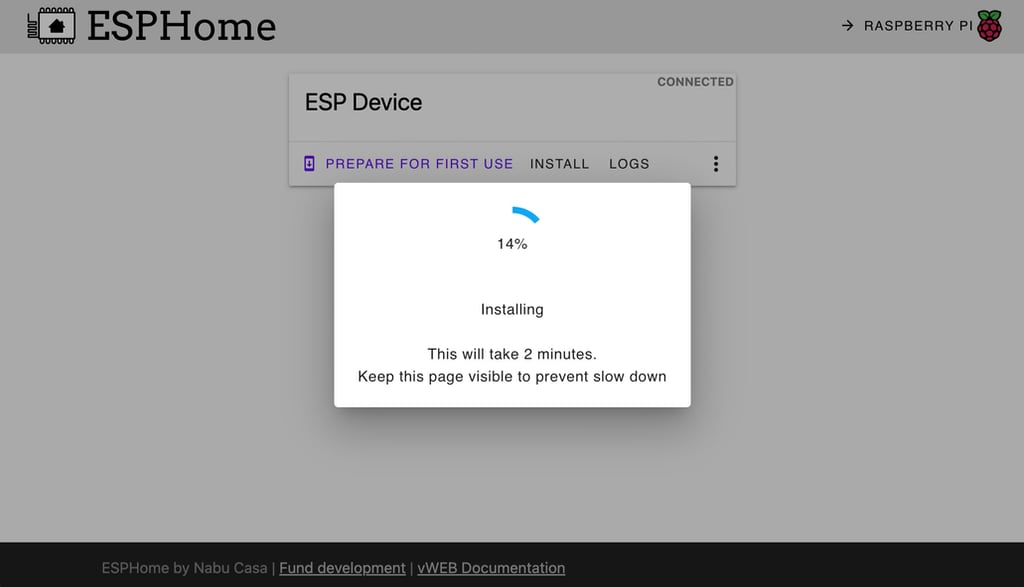 ESPHome
RASPBERRY PI
CONNECTED
ESP Device
PREPARE FOR FIRST USE INSTALL LOGS
14%
Installing
This will take 2 minutes.
Keep this page visible to prevent slow down
ESPHome by Nabu Casa | Fund development | vWEB Documentation